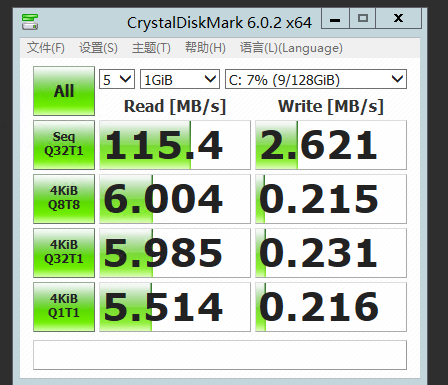 CrystalDiskMark 6.0.2 x64
文件(F) 设置(S) 主题(T) 帮助(H) 语言(L)(Language)
All 5 1GiB C: 7% (9/128GiB)
Read [MB/s] Write [MB/s]
Seq
Q32T1 115.4 2.621
4KiB
Q8T8 6.004 0.215
4KiB
Q32T1 5.985 0.231
4KiB
Q1T1 5.514 0.216